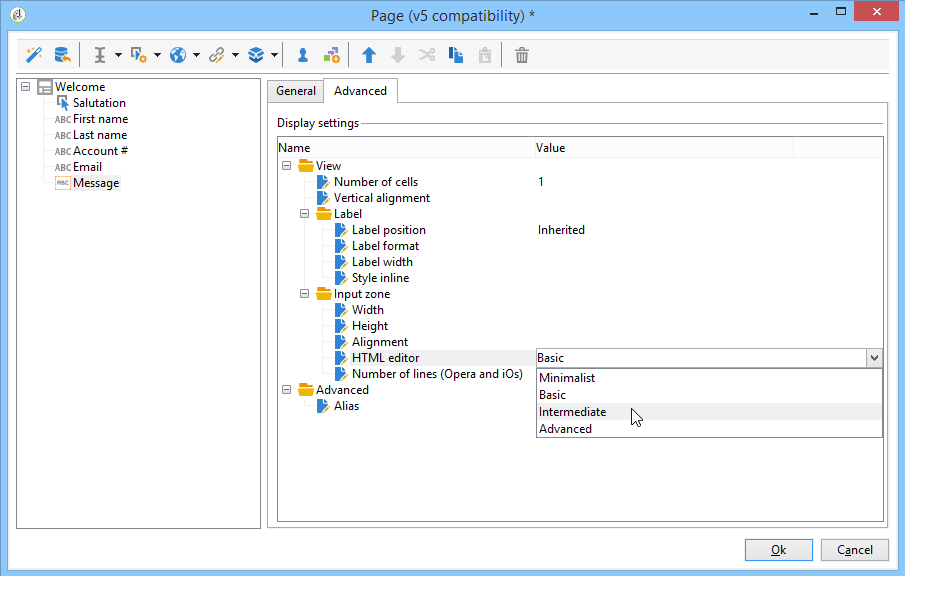 Page (v5 compatibility) *
Welcome
Salutation
ABC First name
ABC Last name
ABC Account #
ABC Email
ABC Message
General
Advanced
Display settings
Name Value
View
Number of cells 1
Vertical alignment
Label
Label position Inherited
Label format
Label width
Style inline
Input zone
Width
Height
Alignment
HTML editor Basic
Number of lines (Opera and iOs)
Minimalist
Basic
Intermediate
Advanced
Advanced
Alias
Ok
Cancel